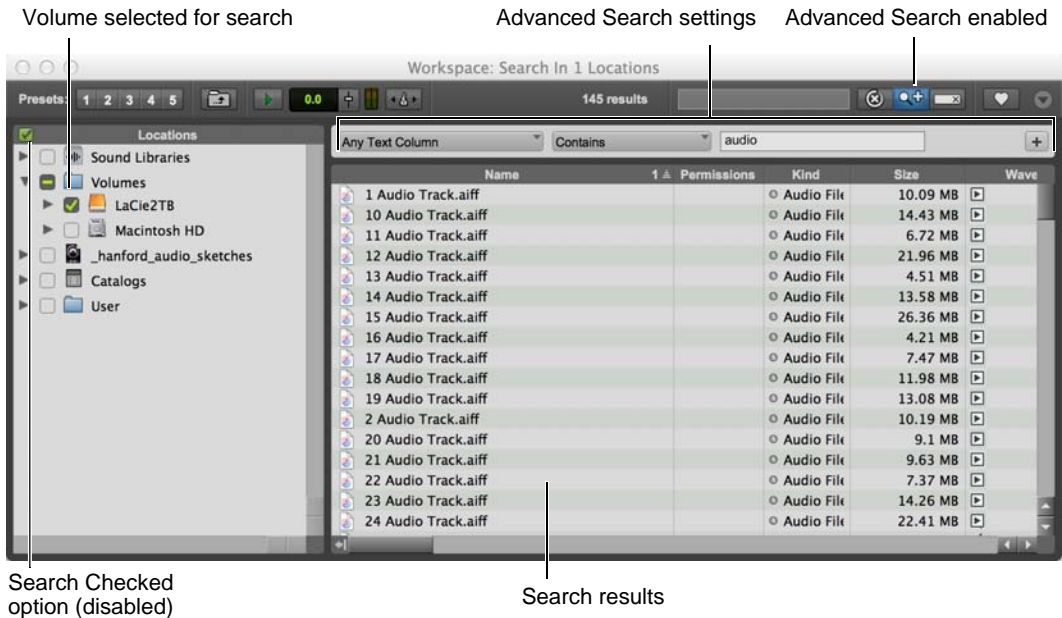 Volume selected for search
Advanced Search settings
Advanced Search enabled
Workspace: Search In 1 Locations
Presets: 1 2 3 4 5
0.0
145 results
Locations
Sound Libraries
Volumes
LaCie2TB
Macintosh HD
_hanford_audio_sketches
Catalogs
User
Any Text Column Contains audio +
Name 1 Permissions Kind Size Wave
1 Audio Track.aiff Audio File 10.09 MB
10 Audio Track.aiff Audio File 14.43 MB
11 Audio Track.aiff Audio File 6.72 MB
12 Audio Track.aiff Audio File 21.96 MB
13 Audio Track.aiff Audio File 4.51 MB
14 Audio Track.aiff Audio File 13.58 MB
15 Audio Track.aiff Audio File 26.36 MB
16 Audio Track.aiff Audio File 4.21 MB
17 Audio Track.aiff Audio File 7.47 MB
18 Audio Track.aiff Audio File 11.98 MB
19 Audio Track.aiff Audio File 13.08 MB
2 Audio Track.aiff Audio File 10.19 MB
20 Audio Track.aiff Audio File 9.1 MB
21 Audio Track.aiff Audio File 9.63 MB
22 Audio Track.aiff Audio File 7.37 MB
23 Audio Track.aiff Audio File 14.26 MB
24 Audio Track.aiff Audio File 22.41 MB
Search Checked
option (disabled)
Search results